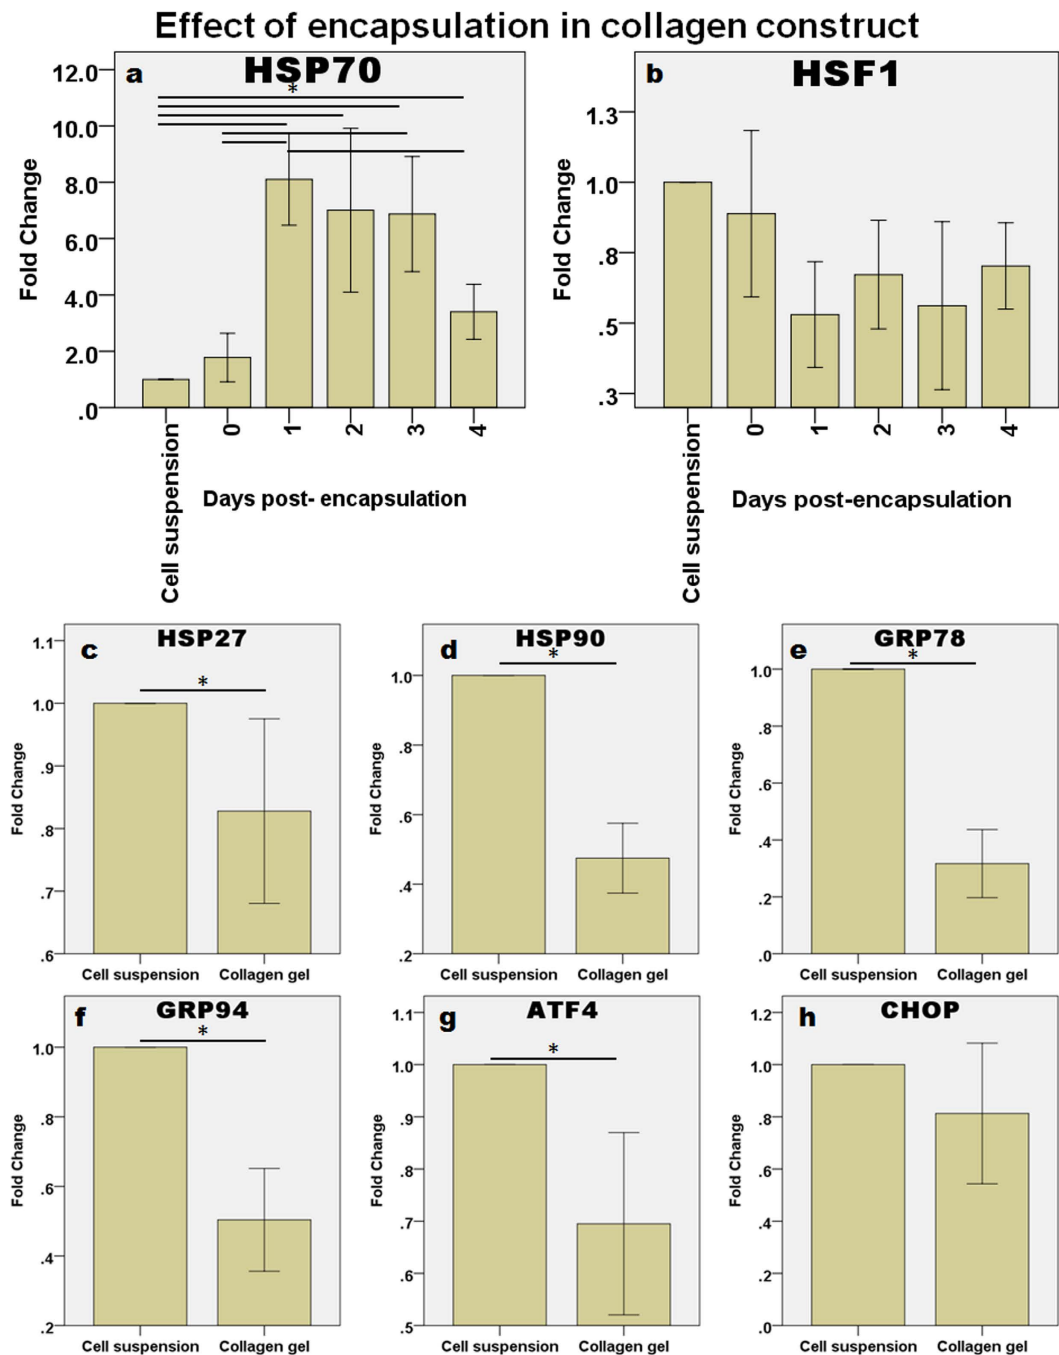 Effect of encapsulation in collagen construct
a
HSP70
12.0
10.0
8.0
6.0
4.0
2.0
.0
Fold Change
*
Cell suspension
0
1
2
3
4
Days post- encapsulation
b
HSF1
1.3
1.0
.8
.5
.3
Fold Change
Cell suspension
0
1
2
3
4
Days post-encapsulation
c
HSP27
1.1
1.0
.9
.8
.7
.6
Fold Change
*
Cell suspension
Collagen gel
d
HSP90
1.0
.8
.6
.4
.2
Fold Change
*
Cell suspension
Collagen gel
e
GRP78
1.0
.8
.6
.4
.2
.0
Fold Change
*
Cell suspension
Collagen gel
f
GRP94
1.0
.8
.6
.4
.2
Fold Change
*
Cell suspension
Collagen gel
g
ATF4
1.1
1.0
.9
.8
.7
.6
.5
Fold Change
*
Cell suspension
Collagen gel
h
CHOP
1.2
1.0
.8
.6
.4
.2
.0
Fold Change
Cell suspension
Collagen gel